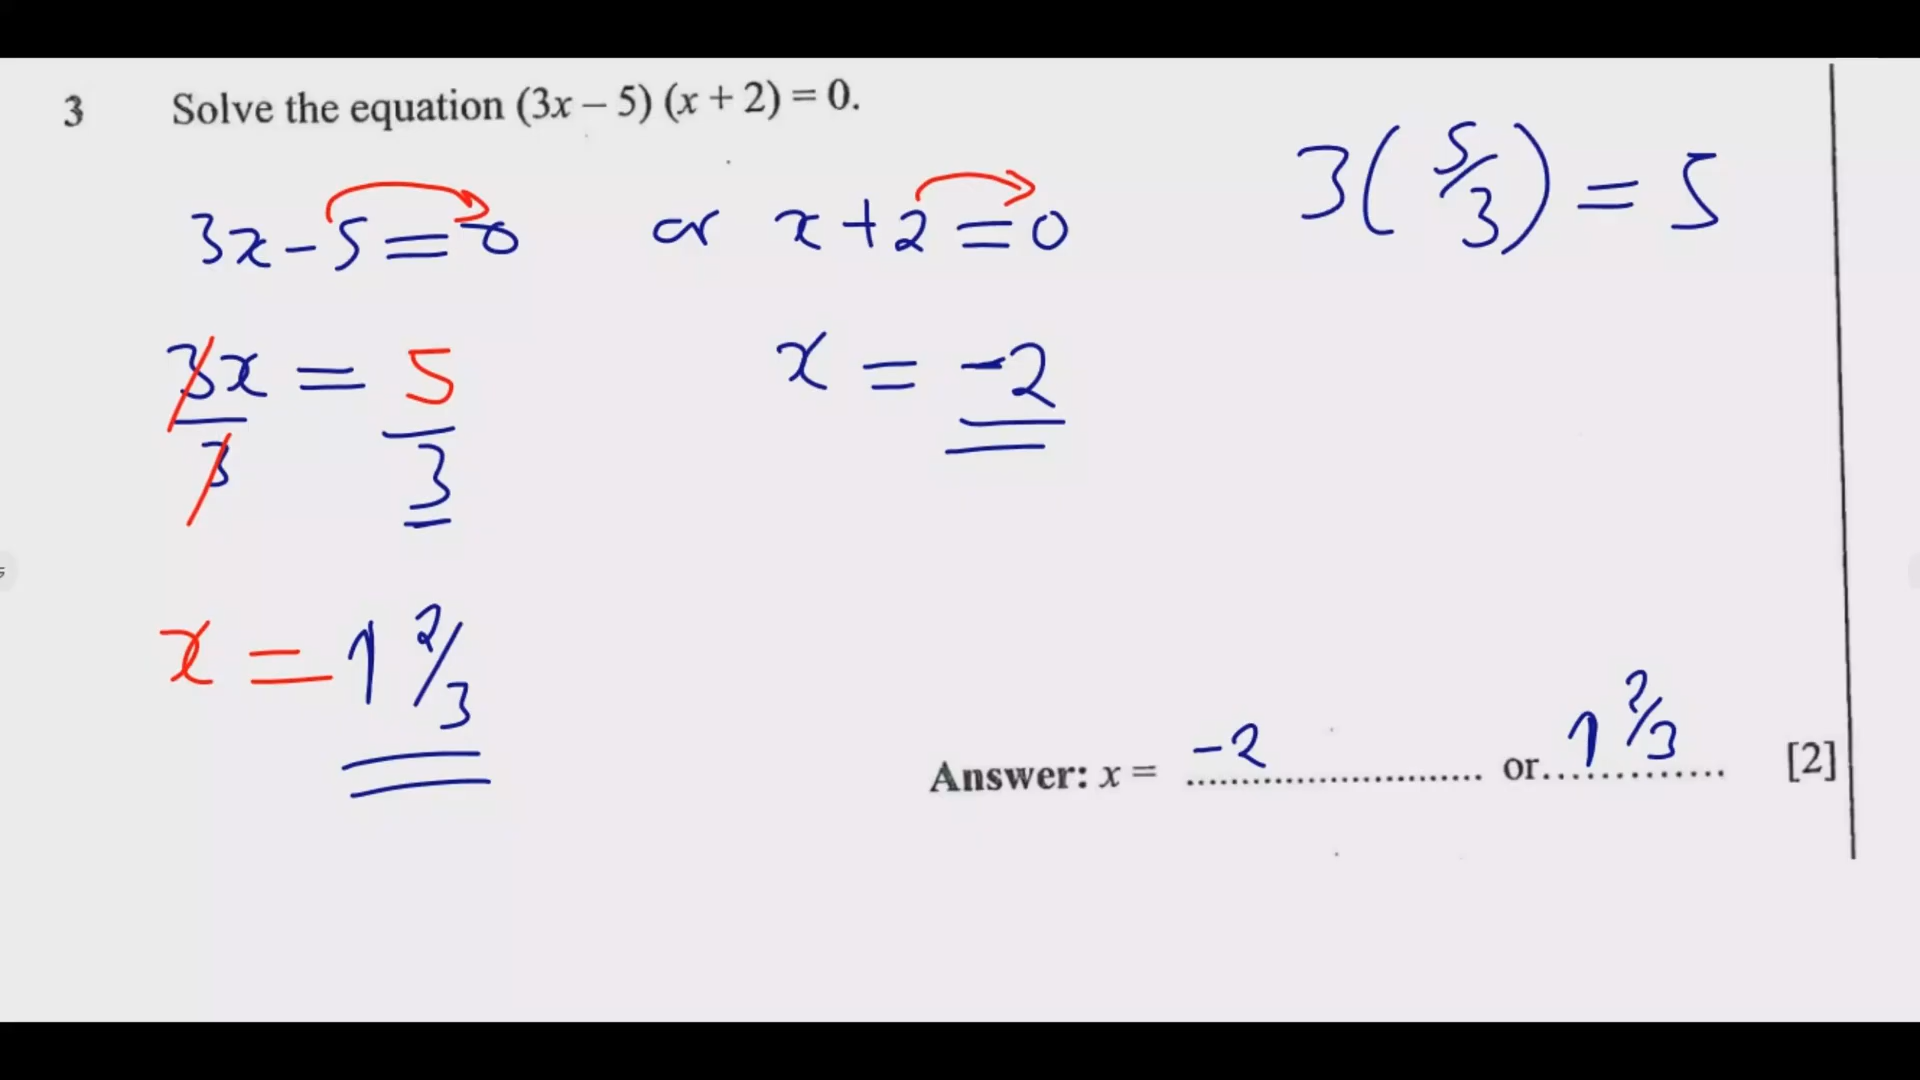 3 Solve the equation (3x – 5) (x + 2) = 0.
3x - 5 = 0 or x + 2 = 0
3(5/3) = 5
3x/3 = 5/3
x = -2
x = 1 2/3
Answer: x = -2 or 1 2/3 [2]